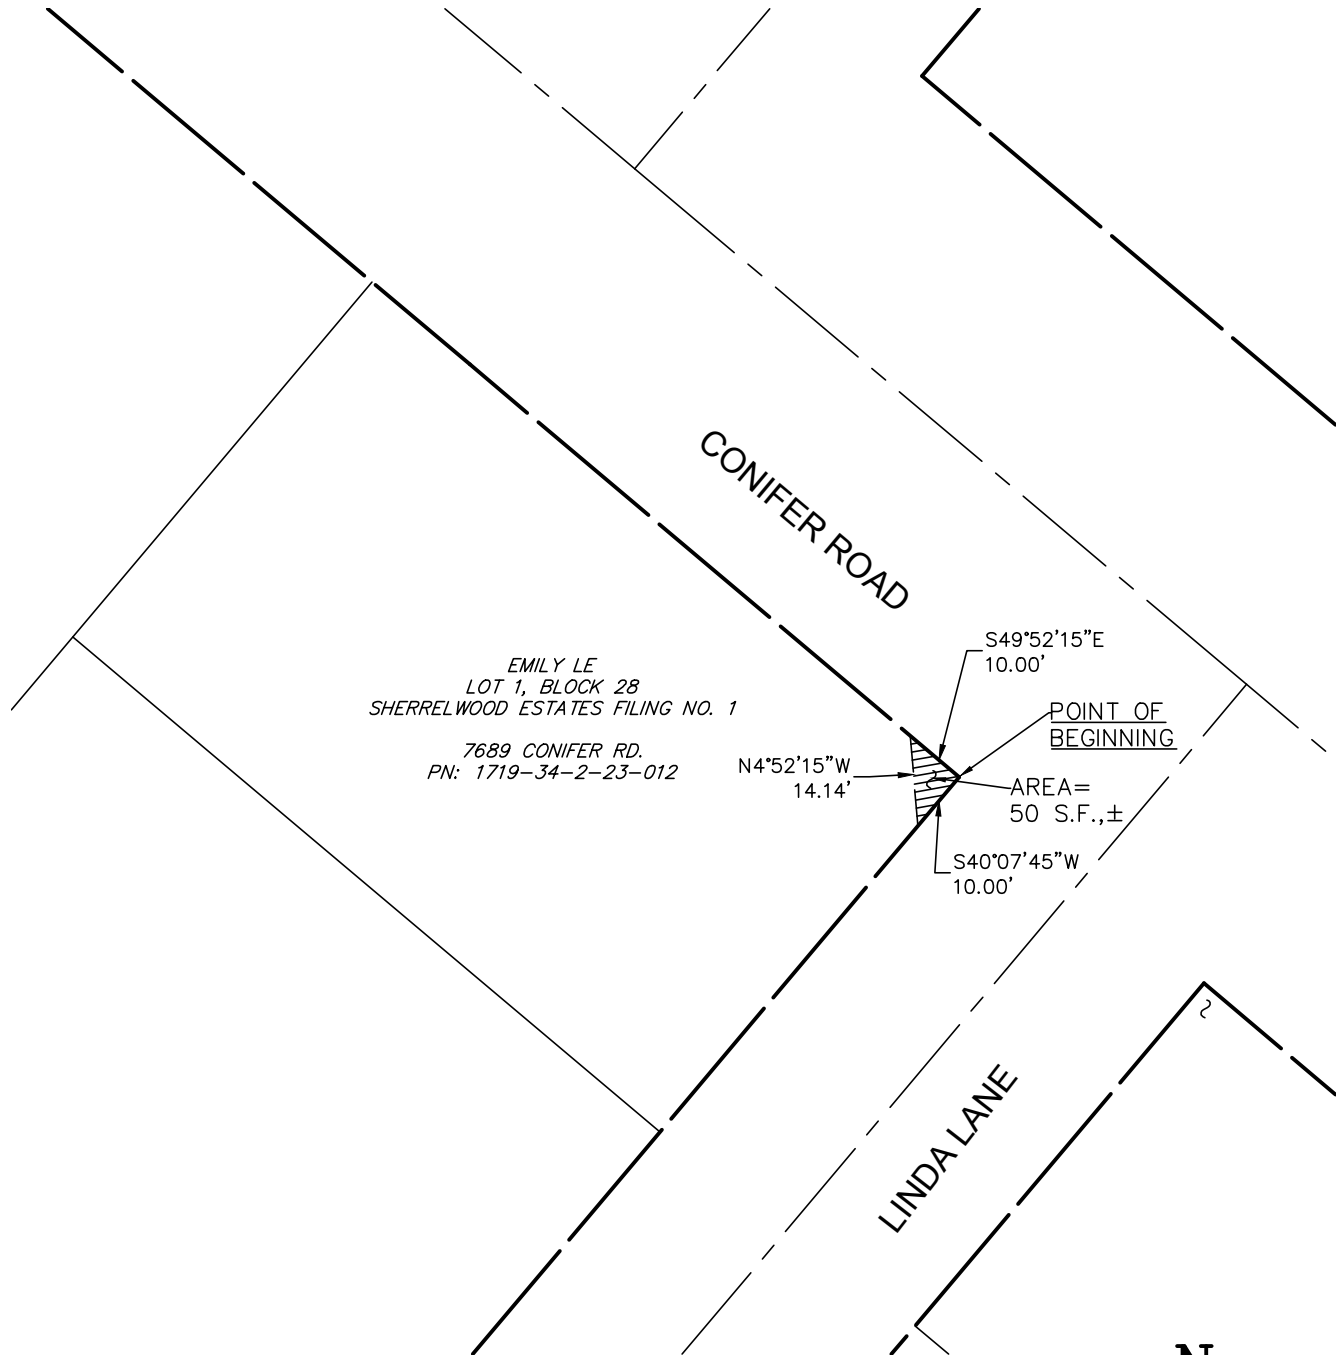 CONIFER ROAD
S49°52'15"E
10.00'
EMILY LE
LOT 1, BLOCK 28
SHERRELWOOD ESTATES FILING NO. 1
7689 CONIFER RD.
PN: 1719-34-2-23-012
POINT OF
BEGINNING
N4°52'15"W
14.14'
AREA=
50 S.F.,±
S40°07'45"W
10.00'
LINDA LANE
N